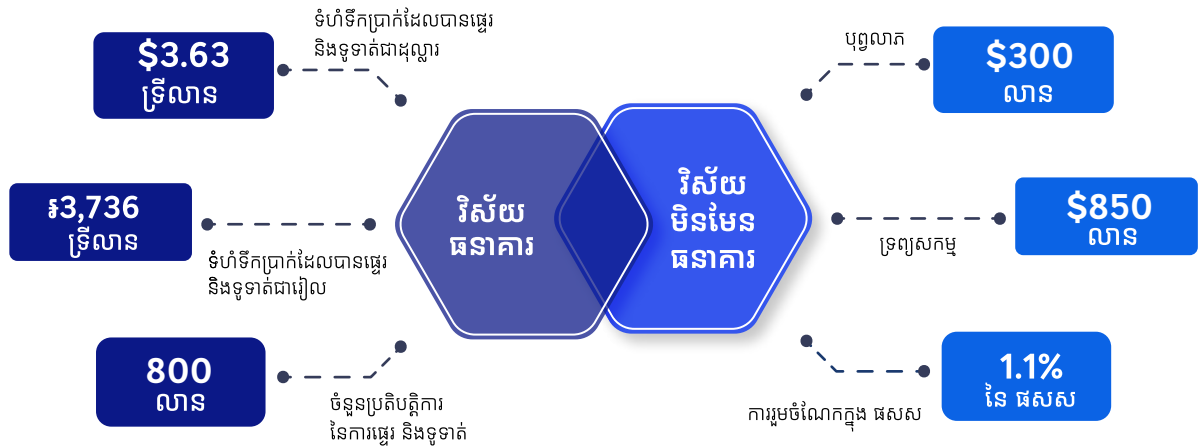 ទំហំទឹកប្រាក់ដែលបានផ្ទេរ
និងទូទាត់ជាដុល្លារ
$3.63
ទ្រីលាន
៛3,736
ទ្រីលាន
ទំហំទឹកប្រាក់ដែលបានផ្ទេរ
និងទូទាត់ជារៀល
800
លាន
ចំនួនប្រតិបត្តិការ
នៃការផ្ទេរ និងទូទាត់
វិស័យ
ធនាគារ
វិស័យ
មិនមែន
ធនាគារ
បុព្វលាភ
$300
លាន
$850
លាន
ទ្រព្យសកម្ម
1.1%
នៃ ផសស
ការរួមចំណែកក្នុង ផសស